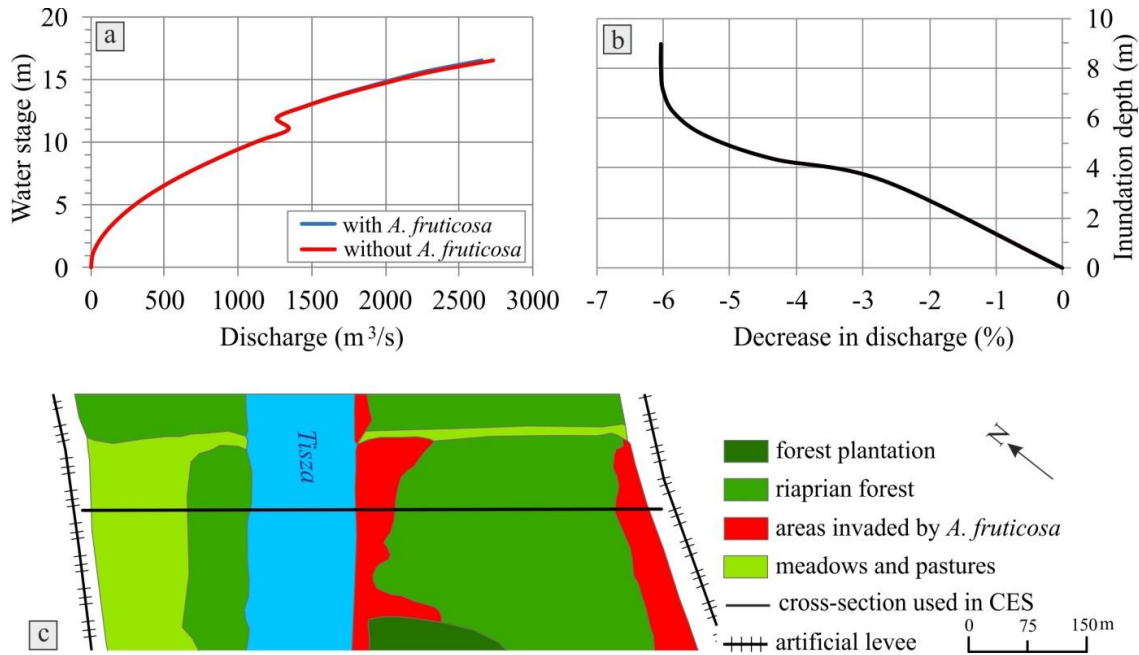 a
20
15
10
5
0
Water stage (m)
with A. fruticosa
without A. fruticosa
0 500 1000 1500 2000 2500 3000
Discharge (m³/s)
b
10
8
6
4
2
0
Inundation depth (m)
-7 -6 -5 -4 -3 -2 -1 0
Decrease in discharge (%)
c
Tisza
N
forest plantation
riaprian forest
areas invaded by A. fruticosa
meadows and pastures
cross-section used in CES
artificial levee
0 75 150 m